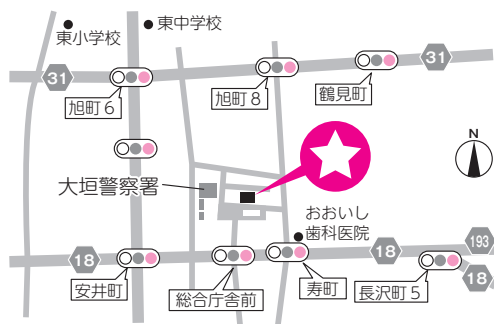 東中学校
東小学校
31
31
旭町6
旭町8
鶴見町
N
大垣警察署
おおいし
歯科医院
193
18
18
18
安井町
総合庁舎前
寿町
長沢町5